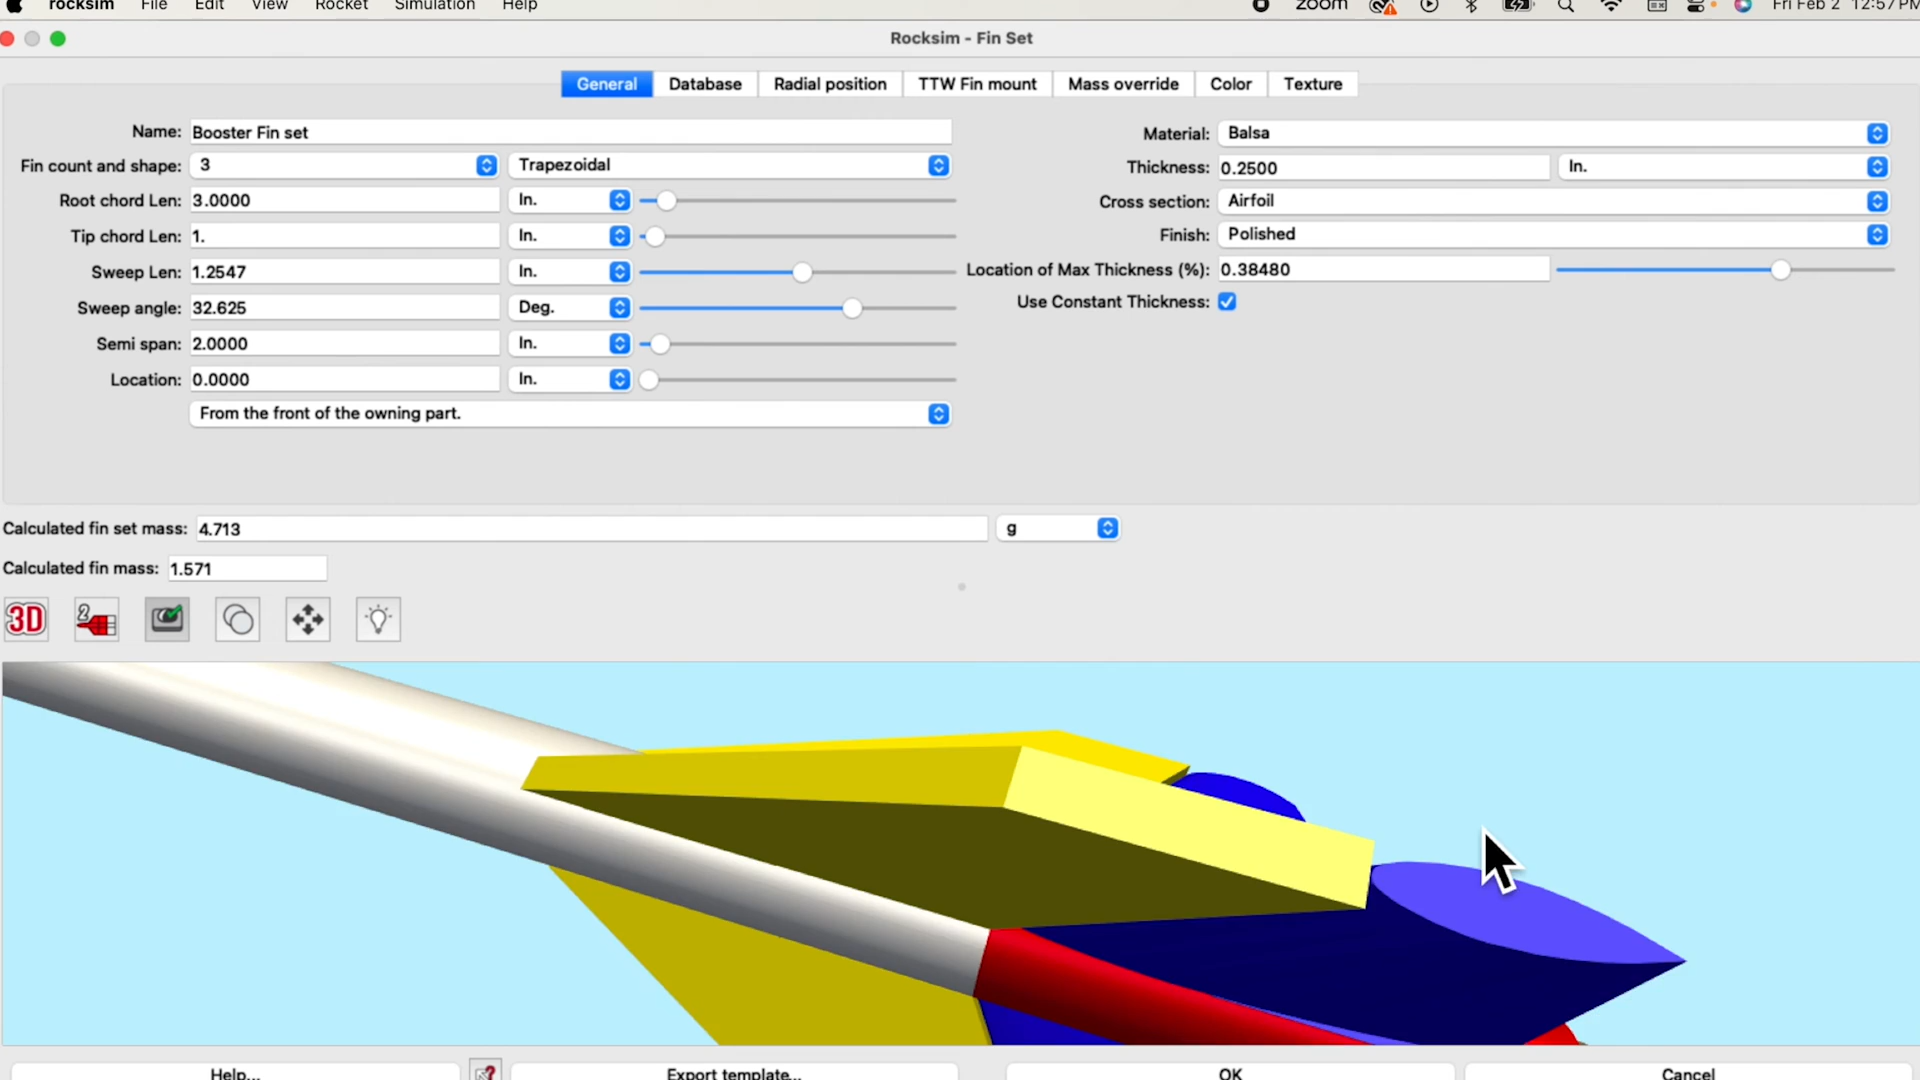 rocksim File Edit View Rocket Simulation Help zoom Fri Feb 2 12:57 PM
Rocksim - Fin Set
General Database Radial position TTW Fin mount Mass override Color Texture
Name: Booster Fin set
Fin count and shape: 3 Trapezoidal
Root chord Len: 3.0000 In.
Tip chord Len: 1. In.
Sweep Len: 1.2547 In.
Sweep angle: 32.625 Deg.
Semi span: 2.0000 In.
Location: 0.0000 In.
From the front of the owning part.
Material: Balsa
Thickness: 0.2500 In.
Cross section: Airfoil
Finish: Polished
Location of Max Thickness (%): 0.38480
Use Constant Thickness:
Calculated fin set mass: 4.713 g
Calculated fin mass: 1.571
3D 2 ?
Help... Export template... OK Cancel